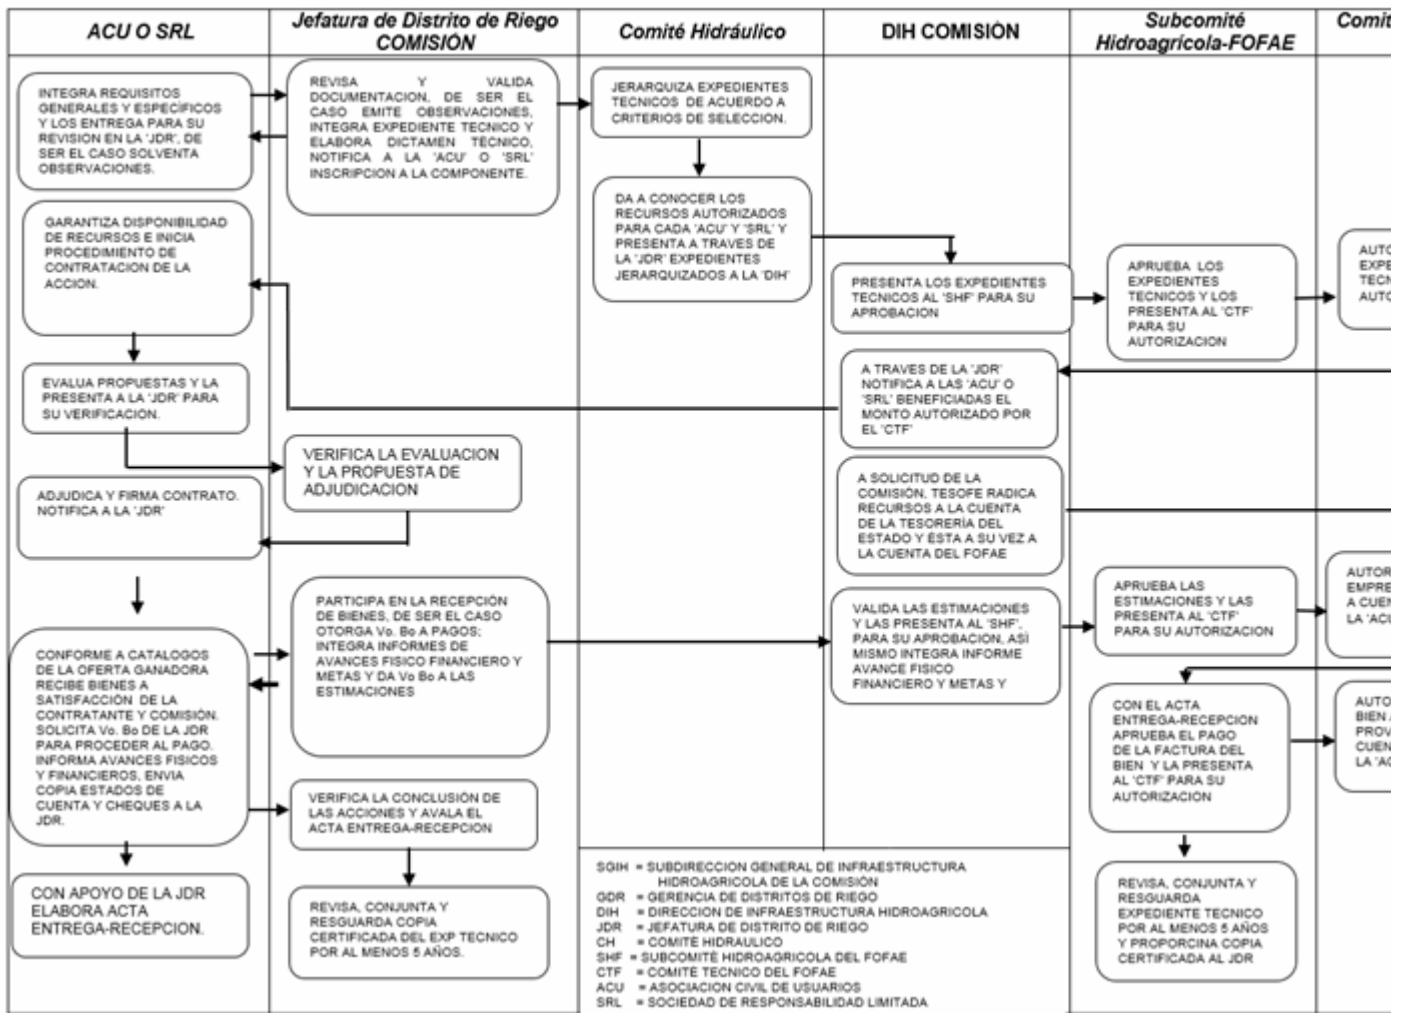 ACU O SRL
Jefatura de Distrito de Riego
COMISIÓN
Comité Hidráulico
DIH COMISIÓN
Subcomité
Hidroagrícola-FOFAE
INTEGRA REQUISITOS
GENERALES Y ESPECÍFICOS
Y LOS ENTREGA PARA SU
REVISION EN LA 'JDR', DE
SER EL CASO SOLVENTA
OBSERVACIONES.
REVISA Y VALIDA
DOCUMENTACION, DE SER EL
CASO EMITE OBSERVACIONES,
INTEGRA EXPEDIENTE TECNICO Y
ELABORA DICTAMEN TÉCNICO,
NOTIFICA A LA 'ACU' O 'SRL'
INSCRIPCION A LA COMPONENTE.
JERARQUIZA EXPEDIENTES
TECNICOS DE ACUERDO A
CRITERIOS DE SELECCION.
DA A CONOCER LOS
RECURSOS AUTORIZADOS
PARA CADA 'ACU' Y 'SRL' Y
PRESENTA A TRAVES DE
LA 'JDR' EXPEDIENTES
JERARQUIZADOS A LA 'DIH'
PRESENTA LOS EXPEDIENTES
TECNICOS AL 'SHF' PARA SU
APROBACION
APRUEBA LOS
EXPEDIENTES
TECNICOS Y LOS
PRESENTA AL 'CTF'
PARA SU
AUTORIZACION
GARANTIZA DISPONIBILIDAD
DE RECURSOS E INICIA
PROCEDIMIENTO DE
CONTRATACION DE LA
ACCION.
EVALUA PROPUESTAS Y LA
PRESENTA A LA 'JDR' PARA
SU VERIFICACION.
A TRAVES DE LA 'JDR'
NOTIFICA A LAS 'ACU' O
'SRL' BENEFICIADAS EL
MONTO AUTORIZADO POR
EL 'CTF'
VERIFICA LA EVALUACION
Y LA PROPUESTA DE
ADJUDICACION
ADJUDICA Y FIRMA CONTRATO.
NOTIFICA A LA 'JDR'
A SOLICITUD DE LA
COMISIÓN, TESOFE RADICA
RECURSOS A LA CUENTA
DE LA TESORERÍA DEL
ESTADO Y ÉSTA A SU VEZ A
LA CUENTA DEL FOFAE
PARTICIPA EN LA RECEPCIÓN
DE BIENES, DE SER EL CASO
OTORGA Vo. Bo A PAGOS;
INTEGRA INFORMES DE
AVANCES FISICO FINANCIERO Y
METAS Y DA Vo Bo A LAS
ESTIMACIONES
VALIDA LAS ESTIMACIONES
Y LAS PRESENTA AL 'SHF',
PARA SU APROBACION, ASÌ
MISMO INTEGRA INFORME
AVANCE FISICO
FINANCIERO Y METAS Y
APRUEBA LAS
ESTIMACIONES Y LAS
PRESENTA AL 'CTF'
PARA SU AUTORIZACION
A CUEN
CONFORME A CATALOGOS
DE LA OFERTA GANADORA
RECIBE BIENES A
SATISFACCIÓN DE LA
CONTRATANTE Y COMISIÓN.
SOLICITA Vo. Bo DE LA JDR
PARA PROCEDER AL PAGO.
INFORMA AVANCES FISICOS
Y FINANCIEROS, ENVIA
COPIA ESTADOS DE
CUENTA Y CHEQUES A LA
JDR.
CON EL ACTA
ENTREGA-RECEPCION
APRUEBA EL PAGO
DE LA FACTURA DEL
BIEN Y LA PRESENTA
AL 'CTF' PARA SU
AUTORIZACION
VERIFICA LA CONCLUSIÓN DE
LAS ACCIONES Y AVALA EL
ACTA ENTREGA-RECEPCION
CON APOYO DE LA JDR
ELABORA ACTA
ENTREGA-RECEPCION.
REVISA, CONJUNTA Y
RESGUARDA COPIA
CERTIFICADA DEL EXP TECNICO
POR AL MENOS 5 AÑOS.
SGIH = SUBDIRECCION GENERAL DE INFRAESTRUCTURA
HIDROAGRICOLA DE LA COMISIÓN
GDR = GERENCIA DE DISTRITOS DE RIEGO
DIH = DIRECCION DE INFRAESTRUCTURA HIDROAGRICOLA
JDR = JEFATURA DE DISTRITO DE RIEGO
CH = COMITÉ HIDRAULICO
SHF = SUBCOMITÉ HIDROAGRICOLA DEL FOFAE
CTF = COMITÉ TECNICO DEL FOFAE
ACU = ASOCIACION CIVIL DE USUARIOS
SRL = SOCIEDAD DE RESPONSABILIDAD LIMITADA
REVISA, CONJUNTA Y
RESGUARDA
EXPEDIENTE TECNICO
POR AL MENOS 5 AÑOS
Y PROPORCINA COPIA
CERTIFICADA AL JDR